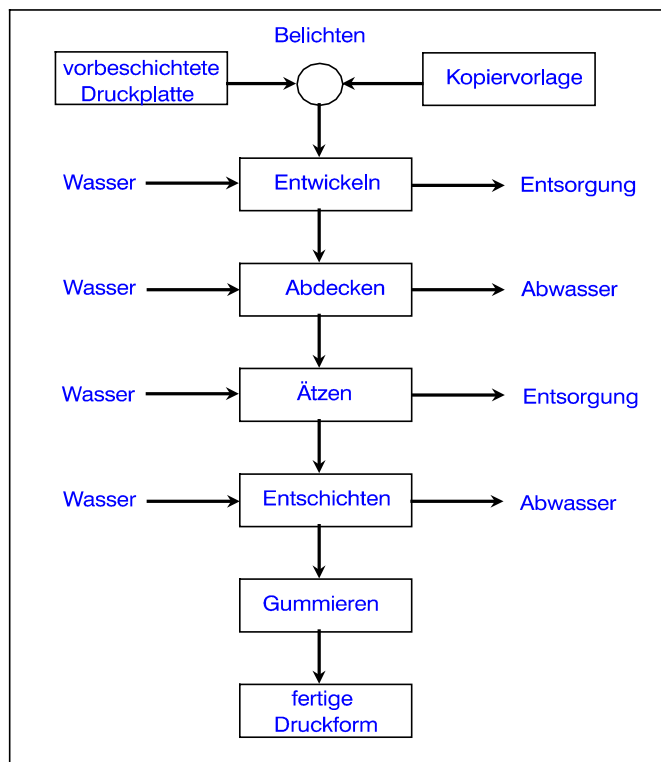 Belichten
vorbeschichtete
Druckplatte
Kopiervorlage
Wasser
Entwickeln
Entsorgung
Wasser
Abdecken
Abwasser
Wasser
Ätzen
Entsorgung
Wasser
Entschichten
Abwasser
Gummieren
fertige
Druckform